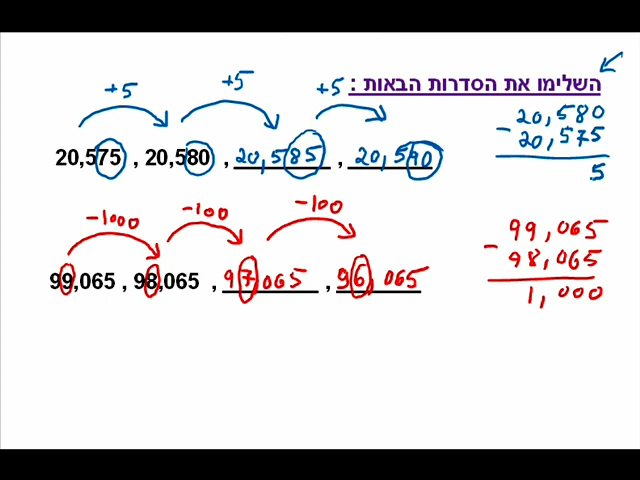 השלימו את הסדרות הבאות :
+5 +5 +5
20,575 , 20,580 , 20,585 , 20,590
20,580
- 20,575
5
-1000 -100 -100
99,065 , 98,065 , 97,065 , 96,065
99,065
- 98,065
1,000